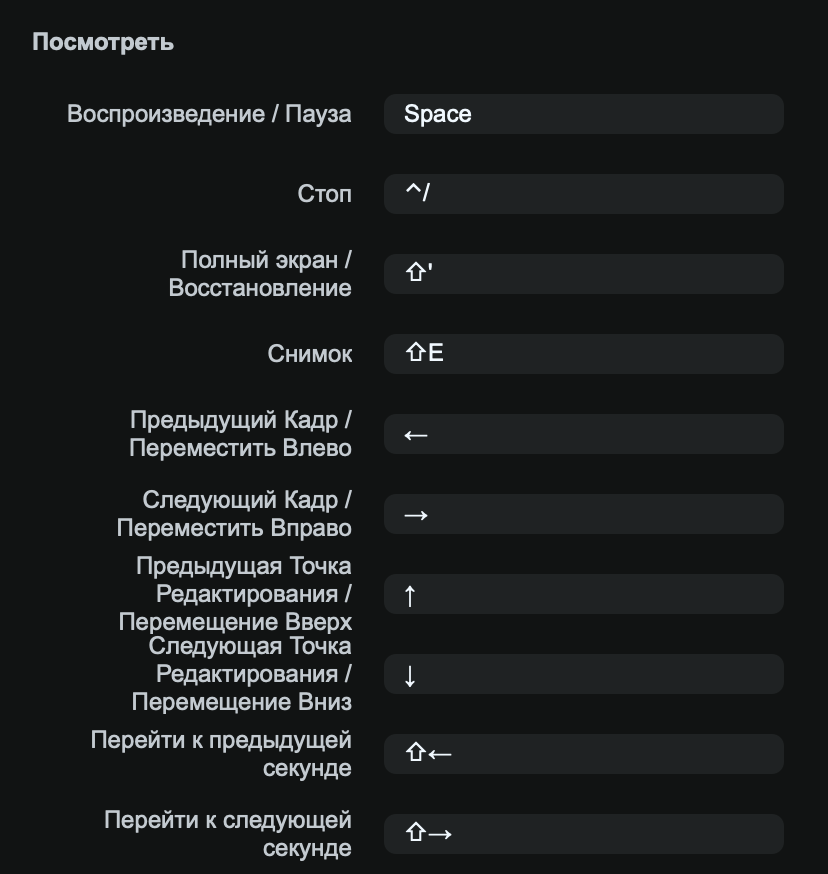 Посмотреть
Воспроизведение / Пауза
Space
Стоп
^/
Полный экран /
Восстановление
⇧'
Снимок
⇧E
Предыдущий Кадр /
Переместить Влево
←
Следующий Кадр /
Переместить Вправо
→
Предыдущая Точка
Редактирования /
Перемещение Вверх
↑
Следующая Точка
Редактирования /
Перемещение Вниз
↓
Перейти к предыдущей
секунде
⇧←
Перейти к следующей
секунде
⇧→